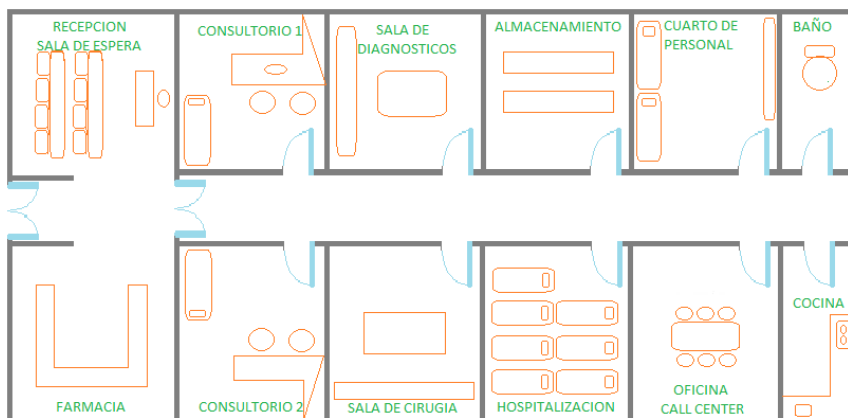 RECEPCION
SALA DE ESPERA
CONSULTORIO 1
SALA DE
DIAGNOSTICOS
ALMACENAMIENTO
CUARTO DE
PERSONAL
BAÑO
FARMACIA
CONSULTORIO 2
SALA DE CIRUGIA
HOSPITALIZACION
OFICINA
CALL CENTER
COCINA